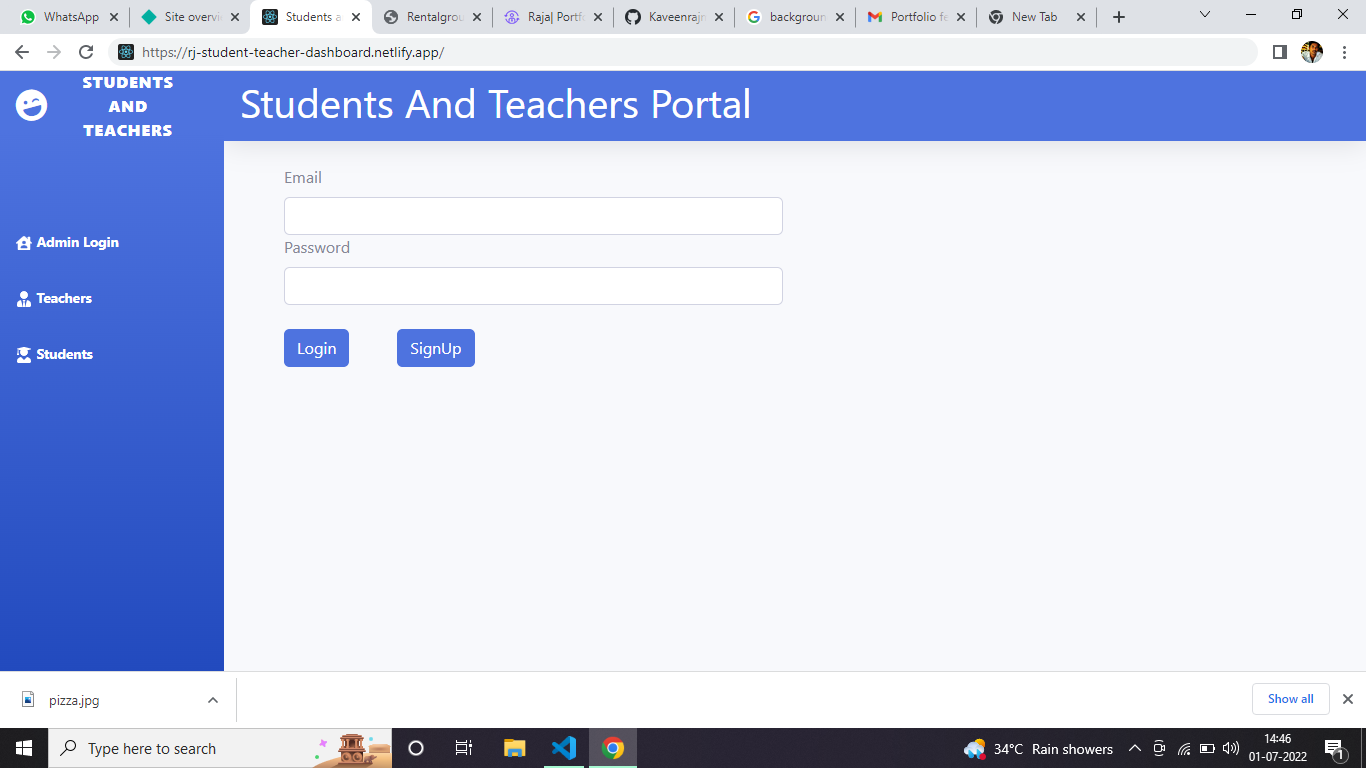 WhatsApp
Site overvi
Students a
Rentalgrou
Raja| Portf
Kaveenrajn
background
Portfolio fe
New Tab
https://rj-student-teacher-dashboard.netlify.app/
STUDENTS
AND
TEACHERS
Students And Teachers Portal
Email
Password
Login
SignUp
Admin Login
Teachers
Students
pizza.jpg
Show all
Type here to search
34°C Rain showers
14:46
01-07-2022
1